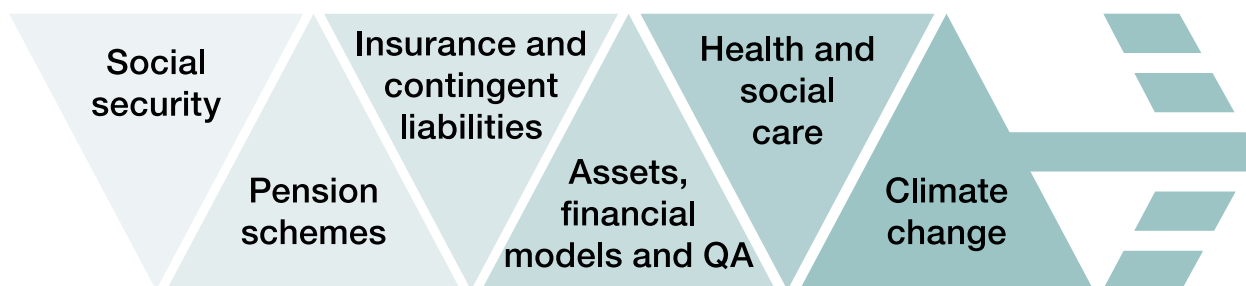 Social
security
Pension
schemes
Insurance and
contingent
liabilities
Assets,
financial
models and QA
Health and
social
care
Climate
change